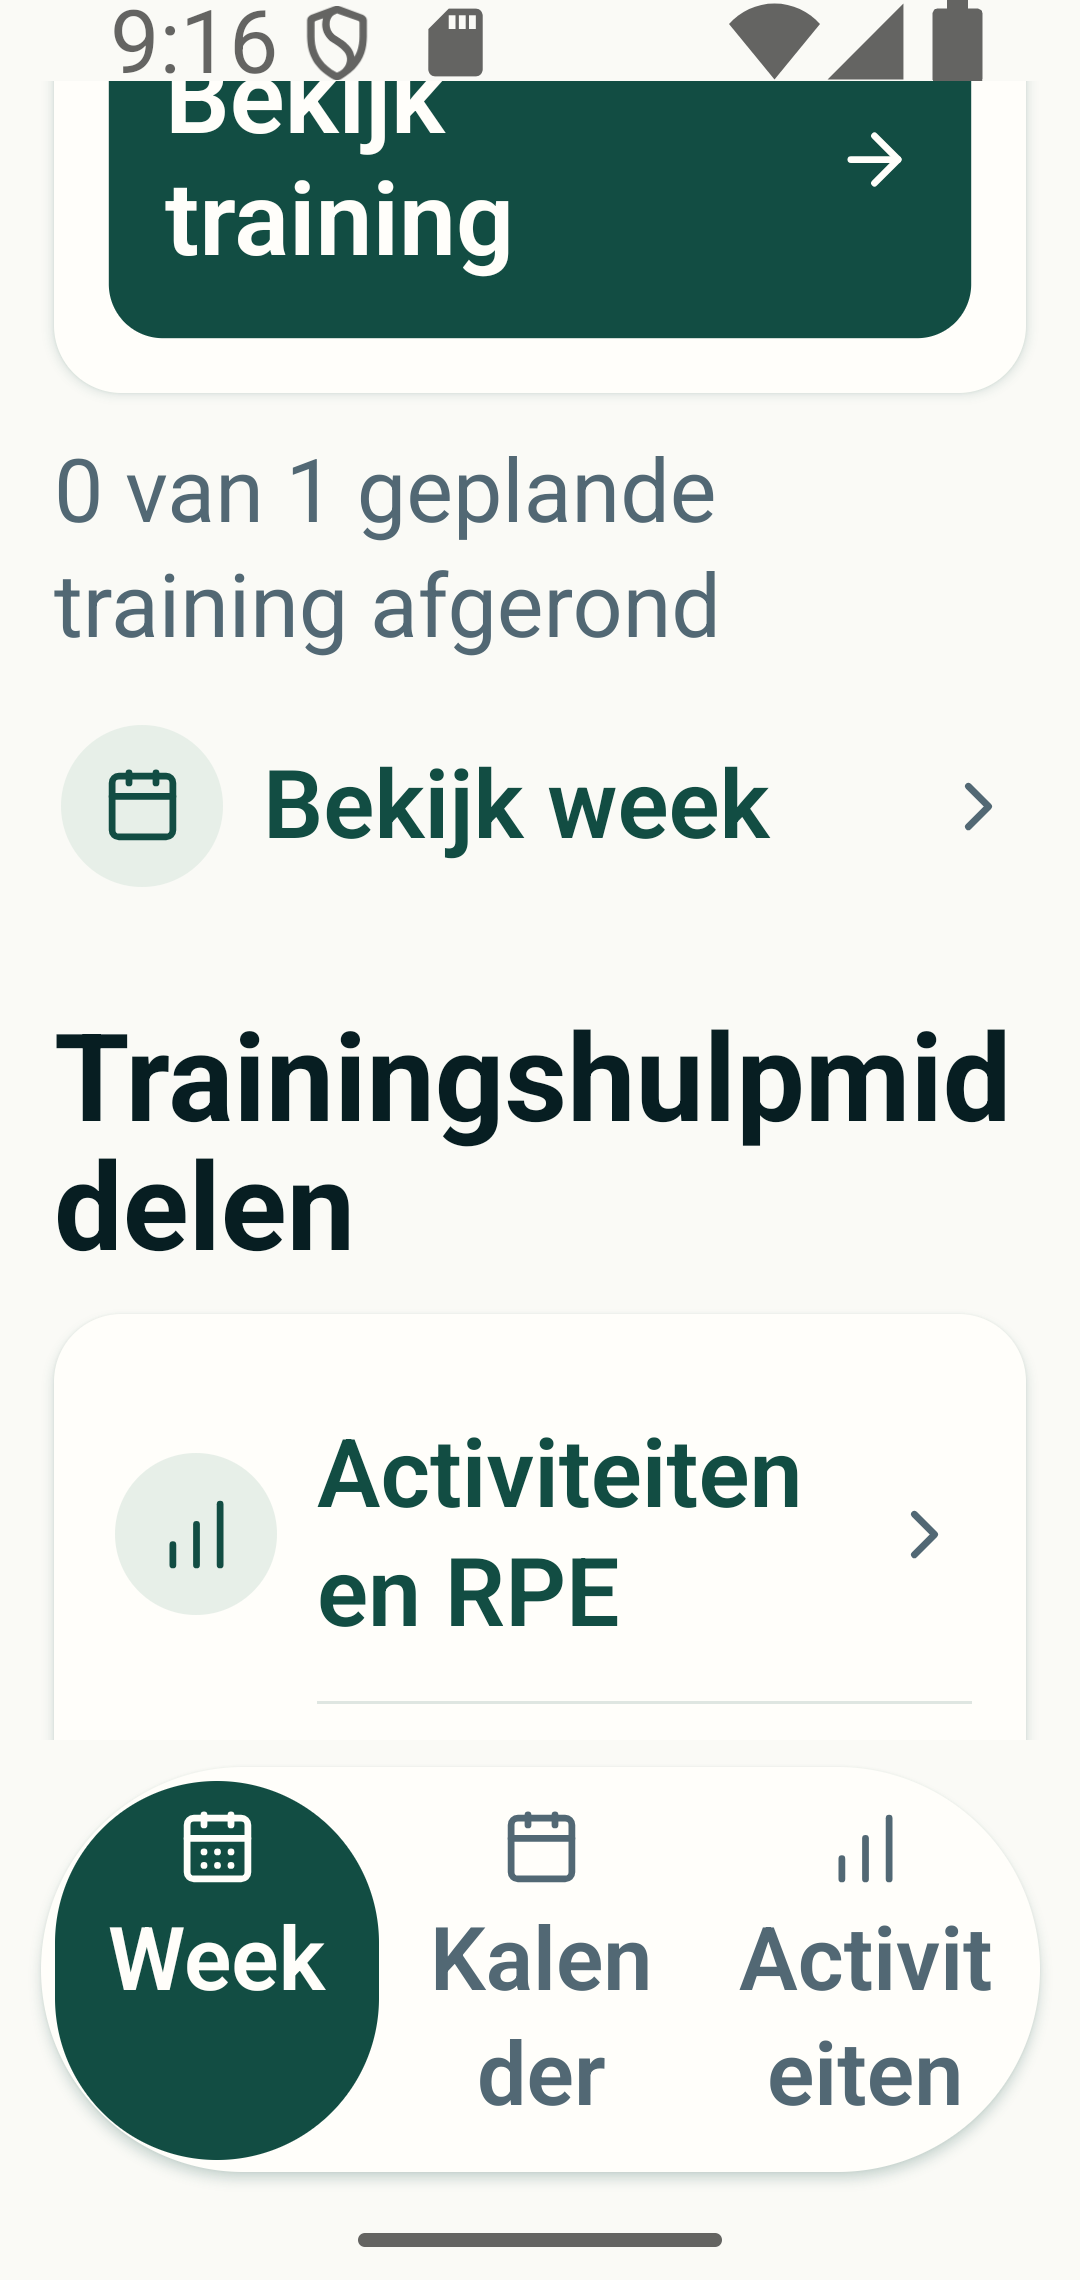 9:16
Bekijk
training
0 van 1 geplande
training afgerond
Bekijk week
Trainingshulpmid
delen
Activiteiten
en RPE
Week
Kalen
der
Activit
eiten